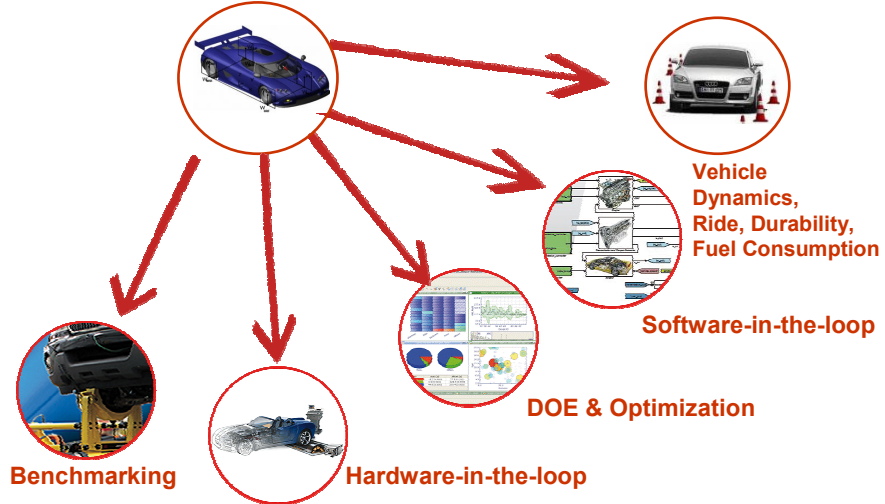 Vehicle
Dynamics,
Ride, Durability,
Fuel Consumption
Software-in-the-loop
DOE & Optimization
Benchmarking
Hardware-in-the-loop